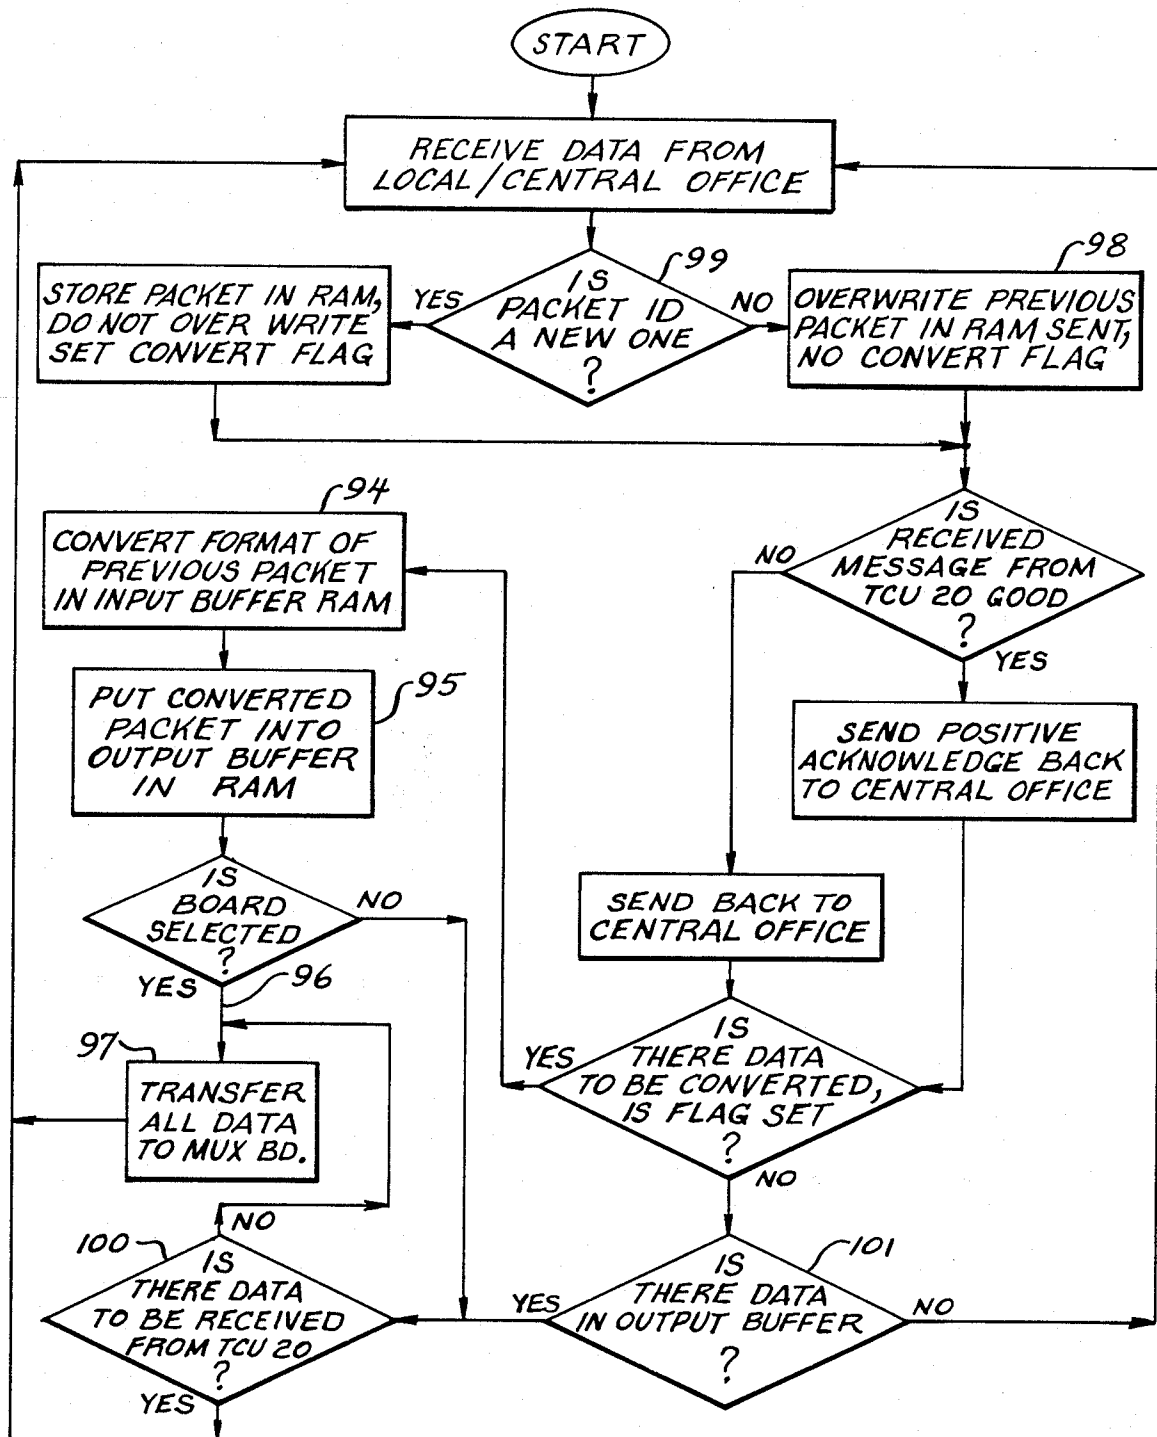 START
RECEIVE DATA FROM
LOCAL/CENTRAL OFFICE
99
IS
PACKET ID
A NEW ONE
?
YES
NO
STORE PACKET IN RAM,
DO NOT OVER WRITE
SET CONVERT FLAG
98
OVERWRITE PREVIOUS
PACKET IN RAM SENT,
NO CONVERT FLAG
94
CONVERT FORMAT OF
PREVIOUS PACKET
IN INPUT BUFFER RAM
IS
RECEIVED
MESSAGE FROM
TCU 20 GOOD
?
NO
YES
95
PUT CONVERTED
PACKET INTO
OUTPUT BUFFER
IN RAM
SEND POSITIVE
ACKNOWLEDGE BACK
TO CENTRAL OFFICE
IS
BOARD
SELECTED
?
NO
YES
96
SEND BACK TO
CENTRAL OFFICE
97
TRANSFER
ALL DATA
TO MUX BD.
IS
THERE DATA
TO BE CONVERTED,
IS FLAG SET
?
YES
NO
100
NO
IS
THERE DATA
TO BE RECEIVED
FROM TCU 20
?
YES
101
IS
THERE DATA
IN OUTPUT BUFFER
?
YES
NO